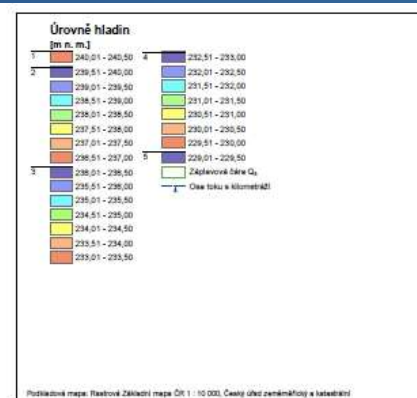 Úrovně hladin
[m n. m.]
1
240,01 - 240,50
2
239,51 - 240,00
239,01 - 239,50
238,51 - 239,00
238,01 - 238,50
237,51 - 238,00
237,01 - 237,50
236,51 - 237,00
3
236,01 - 236,50
235,51 - 236,00
235,01 - 235,50
234,51 - 235,00
234,01 - 234,50
233,51 - 234,00
233,01 - 233,50
4
232,51 - 233,00
232,01 - 232,50
231,51 - 232,00
231,01 - 231,50
230,51 - 231,00
230,01 - 230,50
229,51 - 230,00
5
229,01 - 229,50
Záplavová čára
Osa toku s kilometráží
Podkladová mapa: Rastrová Základní mapa ČR 1 : 10 000, Český úřad zeměměřický a katastrální